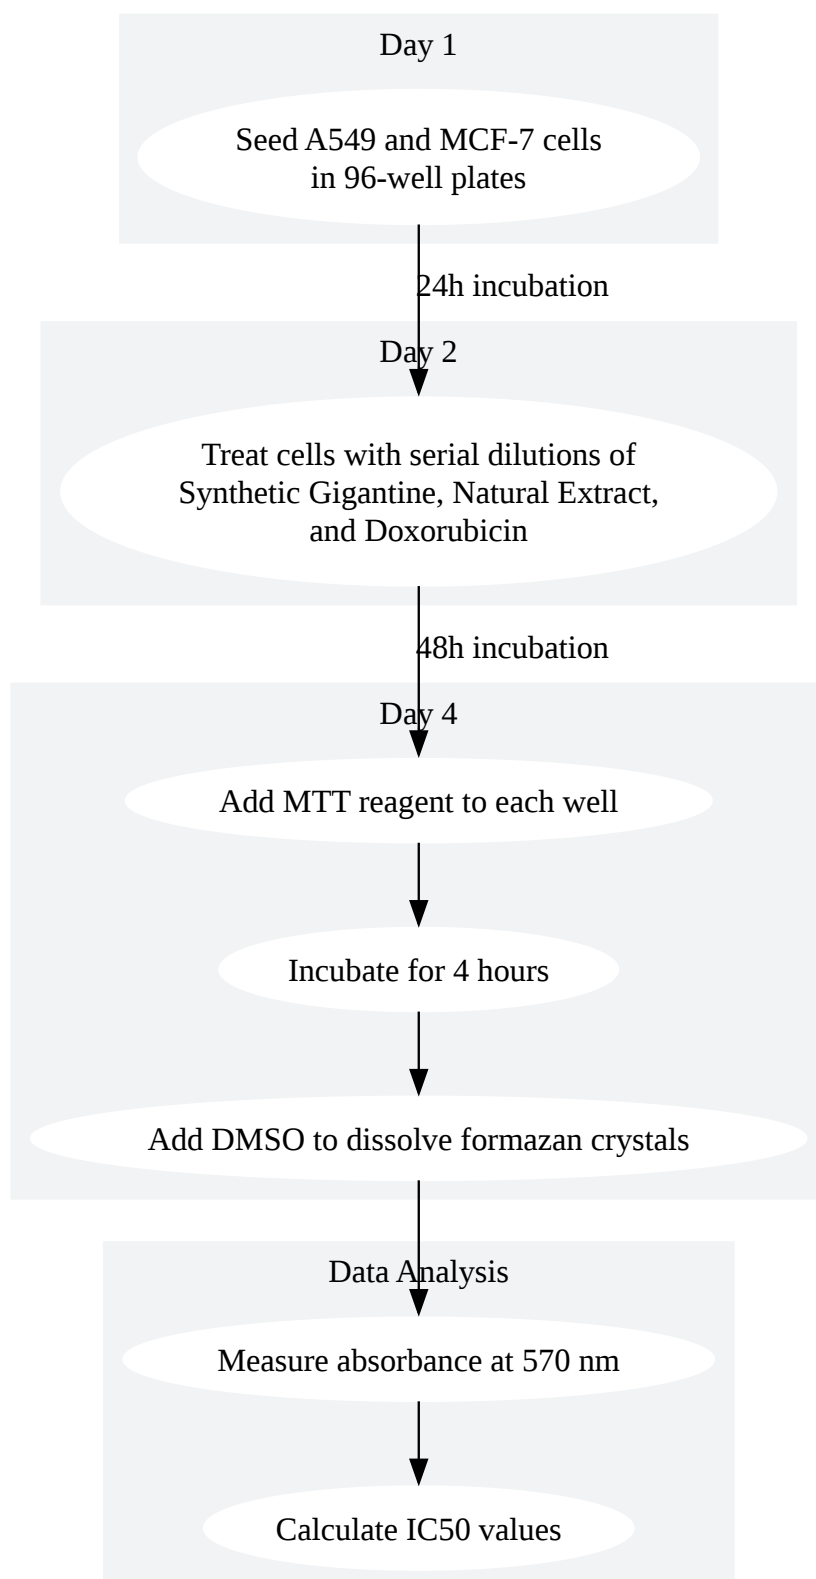 Day 1
Seed A549 and MCF-7 cells
in 96-well plates
24h incubation
Day 2
Treat cells with serial dilutions of
Synthetic Gigantine, Natural Extract,
and Doxorubicin
48h incubation
Day 4
Add MTT reagent to each well
Incubate for 4 hours
Add DMSO to dissolve formazan crystals
Data Analysis
Measure absorbance at 570 nm
Calculate IC50 values